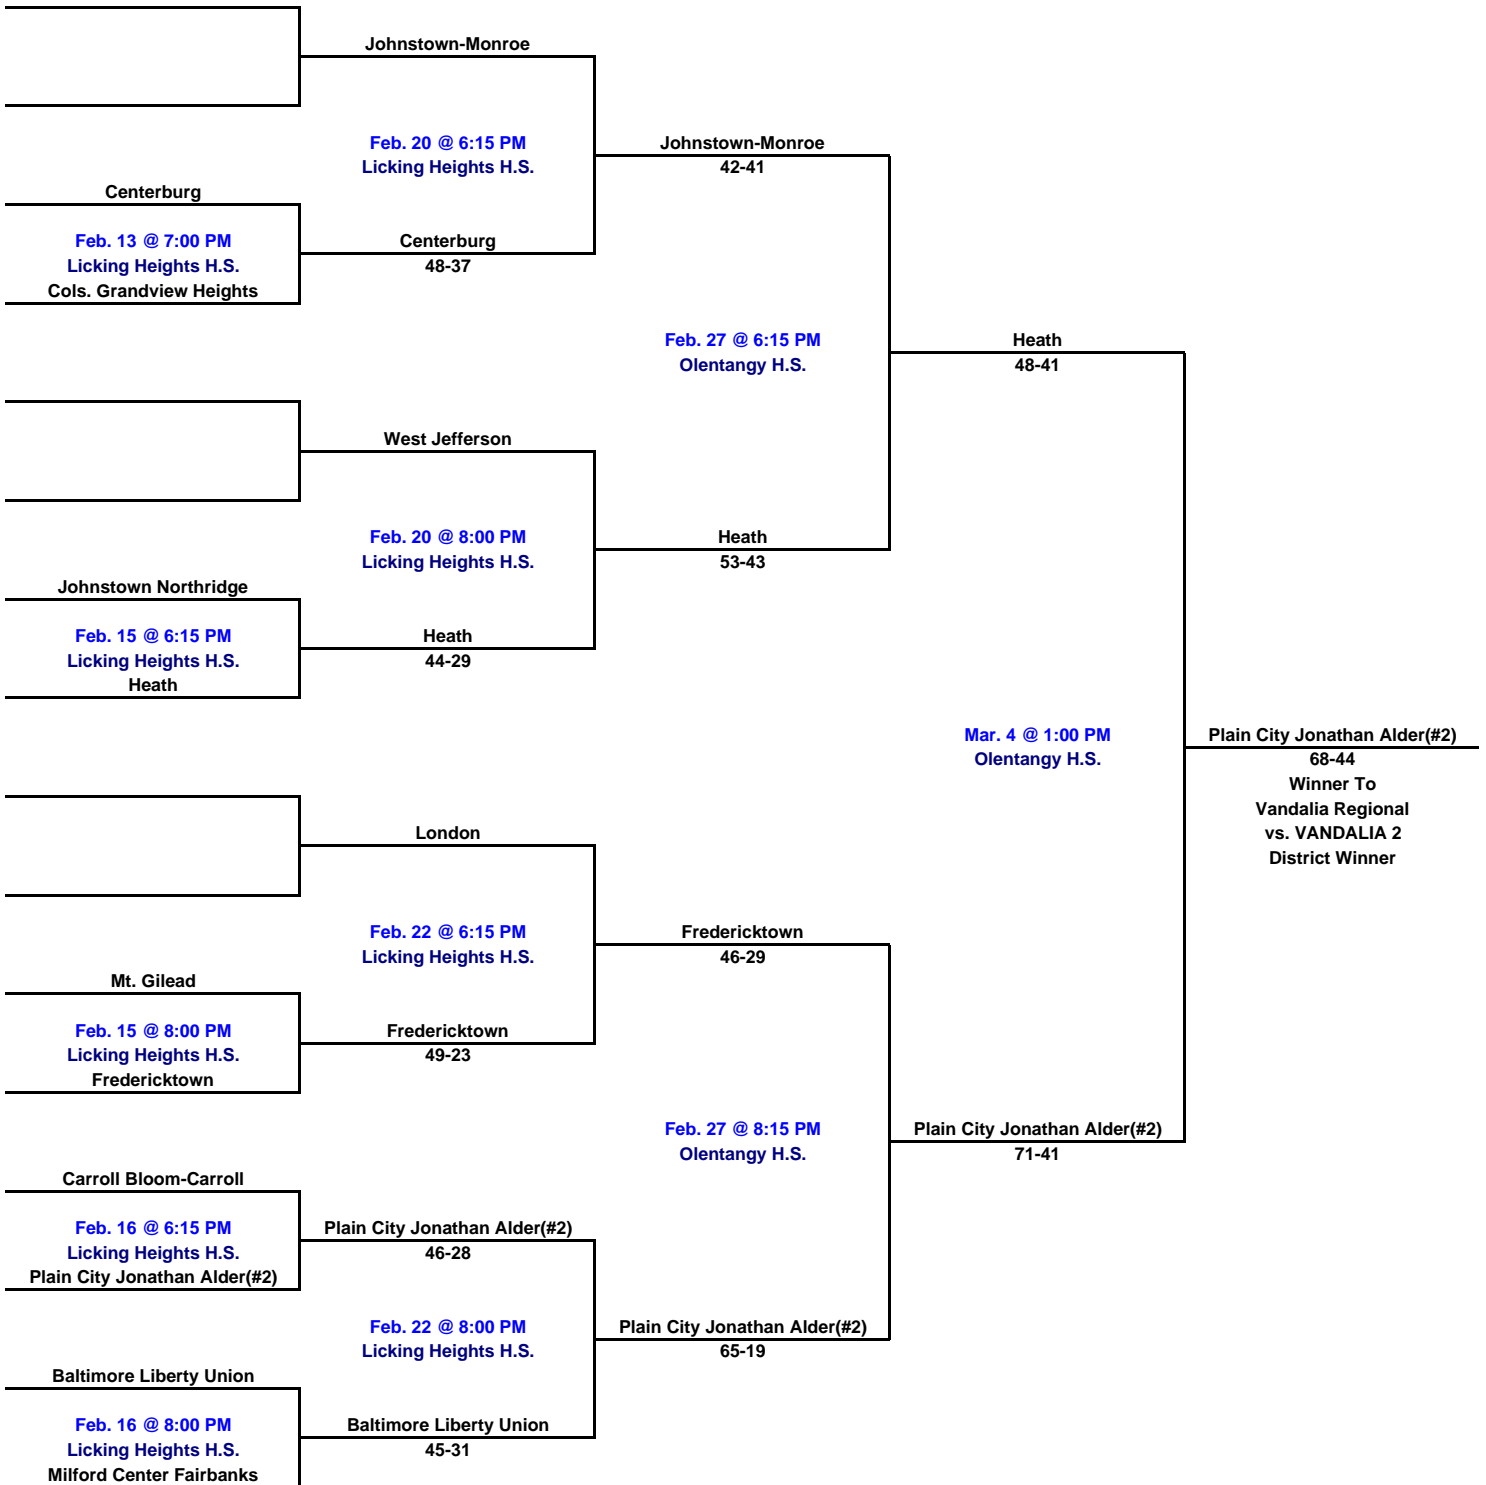 Johnstown-Monroe
Feb. 20 @ 6:15 PM
Licking Heights H.S.
Johnstown-Monroe
42-41
Centerburg
Feb. 13 @ 7:00 PM
Licking Heights H.S.
Cols. Grandview Heights
Centerburg
48-37
Feb. 27 @ 6:15 PM
Olentangy H.S.
Heath
48-41
West Jefferson
Feb. 20 @ 8:00 PM
Licking Heights H.S.
Heath
53-43
Johnstown Northridge
Feb. 15 @ 6:15 PM
Licking Heights H.S.
Heath
Heath
44-29
Mar. 4 @ 1:00 PM
Olentangy H.S.
Plain City Jonathan Alder(#2)
68-44
Winner To
Vandalia Regional
vs. VANDALIA 2
District Winner
London
Feb. 22 @ 6:15 PM
Licking Heights H.S.
Fredericktown
46-29
Mt. Gilead
Feb. 15 @ 8:00 PM
Licking Heights H.S.
Fredericktown
Fredericktown
49-23
Feb. 27 @ 8:15 PM
Olentangy H.S.
Plain City Jonathan Alder(#2)
71-41
Carroll Bloom-Carroll
Feb. 16 @ 6:15 PM
Licking Heights H.S.
Plain City Jonathan Alder(#2)
Plain City Jonathan Alder(#2)
46-28
Feb. 22 @ 8:00 PM
Licking Heights H.S.
Plain City Jonathan Alder(#2)
65-19
Baltimore Liberty Union
Feb. 16 @ 8:00 PM
Licking Heights H.S.
Milford Center Fairbanks
Baltimore Liberty Union
45-31